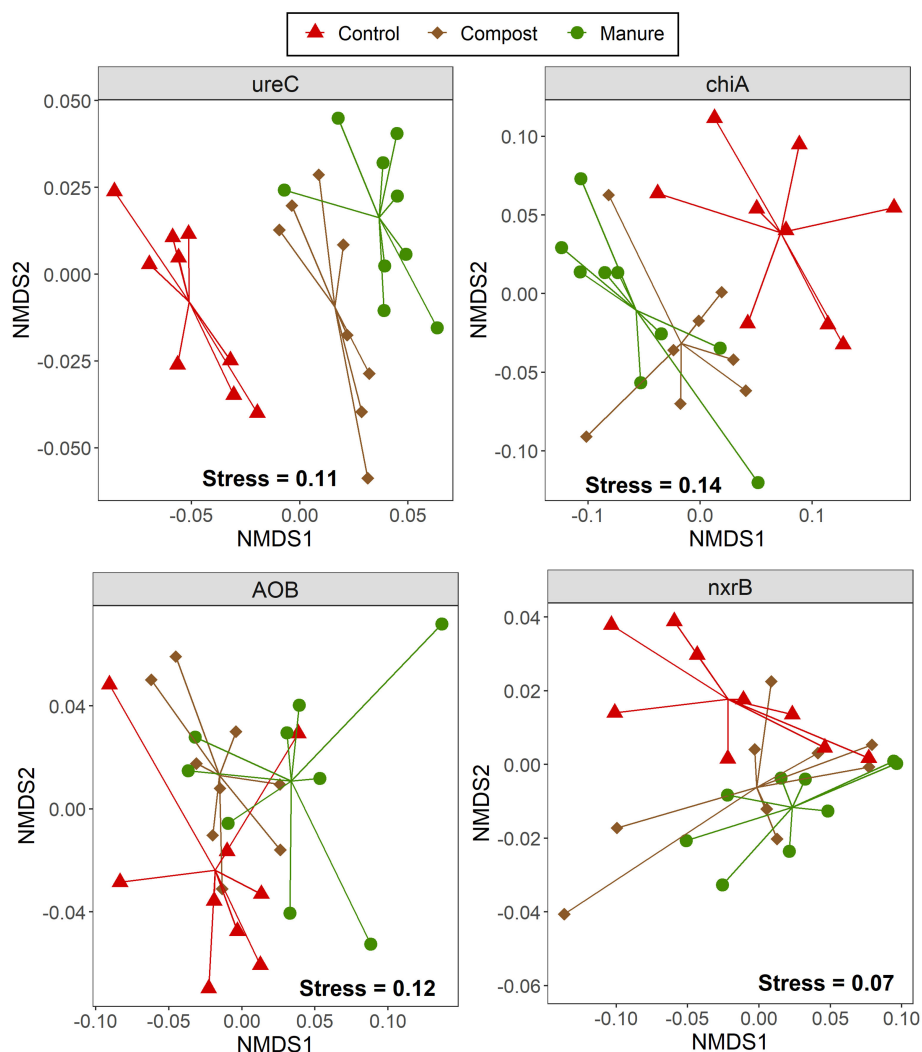 Control Compost Manure
ureC
0.050
0.025
0.000
-0.025
-0.050
NMDS2
Stress = 0.11
-0.05 0.00 0.05
NMDS1
chiA
0.10
0.05
0.00
-0.05
-0.10
NMDS2
Stress = 0.14
-0.1 0.0 0.1
NMDS1
AOB
0.04
0.00
-0.04
NMDS2
Stress = 0.12
-0.10 -0.05 0.00 0.05 0.10
NMDS1
nxrB
0.04
0.02
0.00
-0.02
-0.04
-0.06
NMDS2
Stress = 0.07
-0.10 -0.05 0.00 0.05 0.10
NMDS1